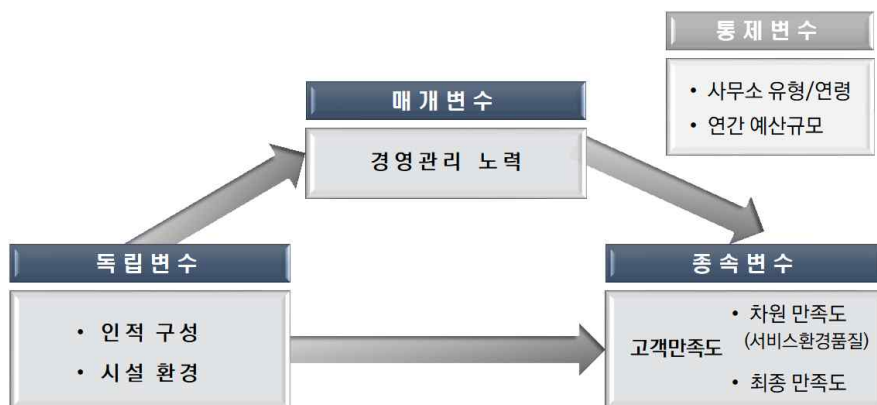 통제변수
• 사무소 유형/연령
• 연간 예산규모
매개변수
경영관리 노력
독립변수
• 인적 구성
• 시설 환경
종속변수
고객만족도
• 차원 만족도
(서비스환경품질)
• 최종 만족도